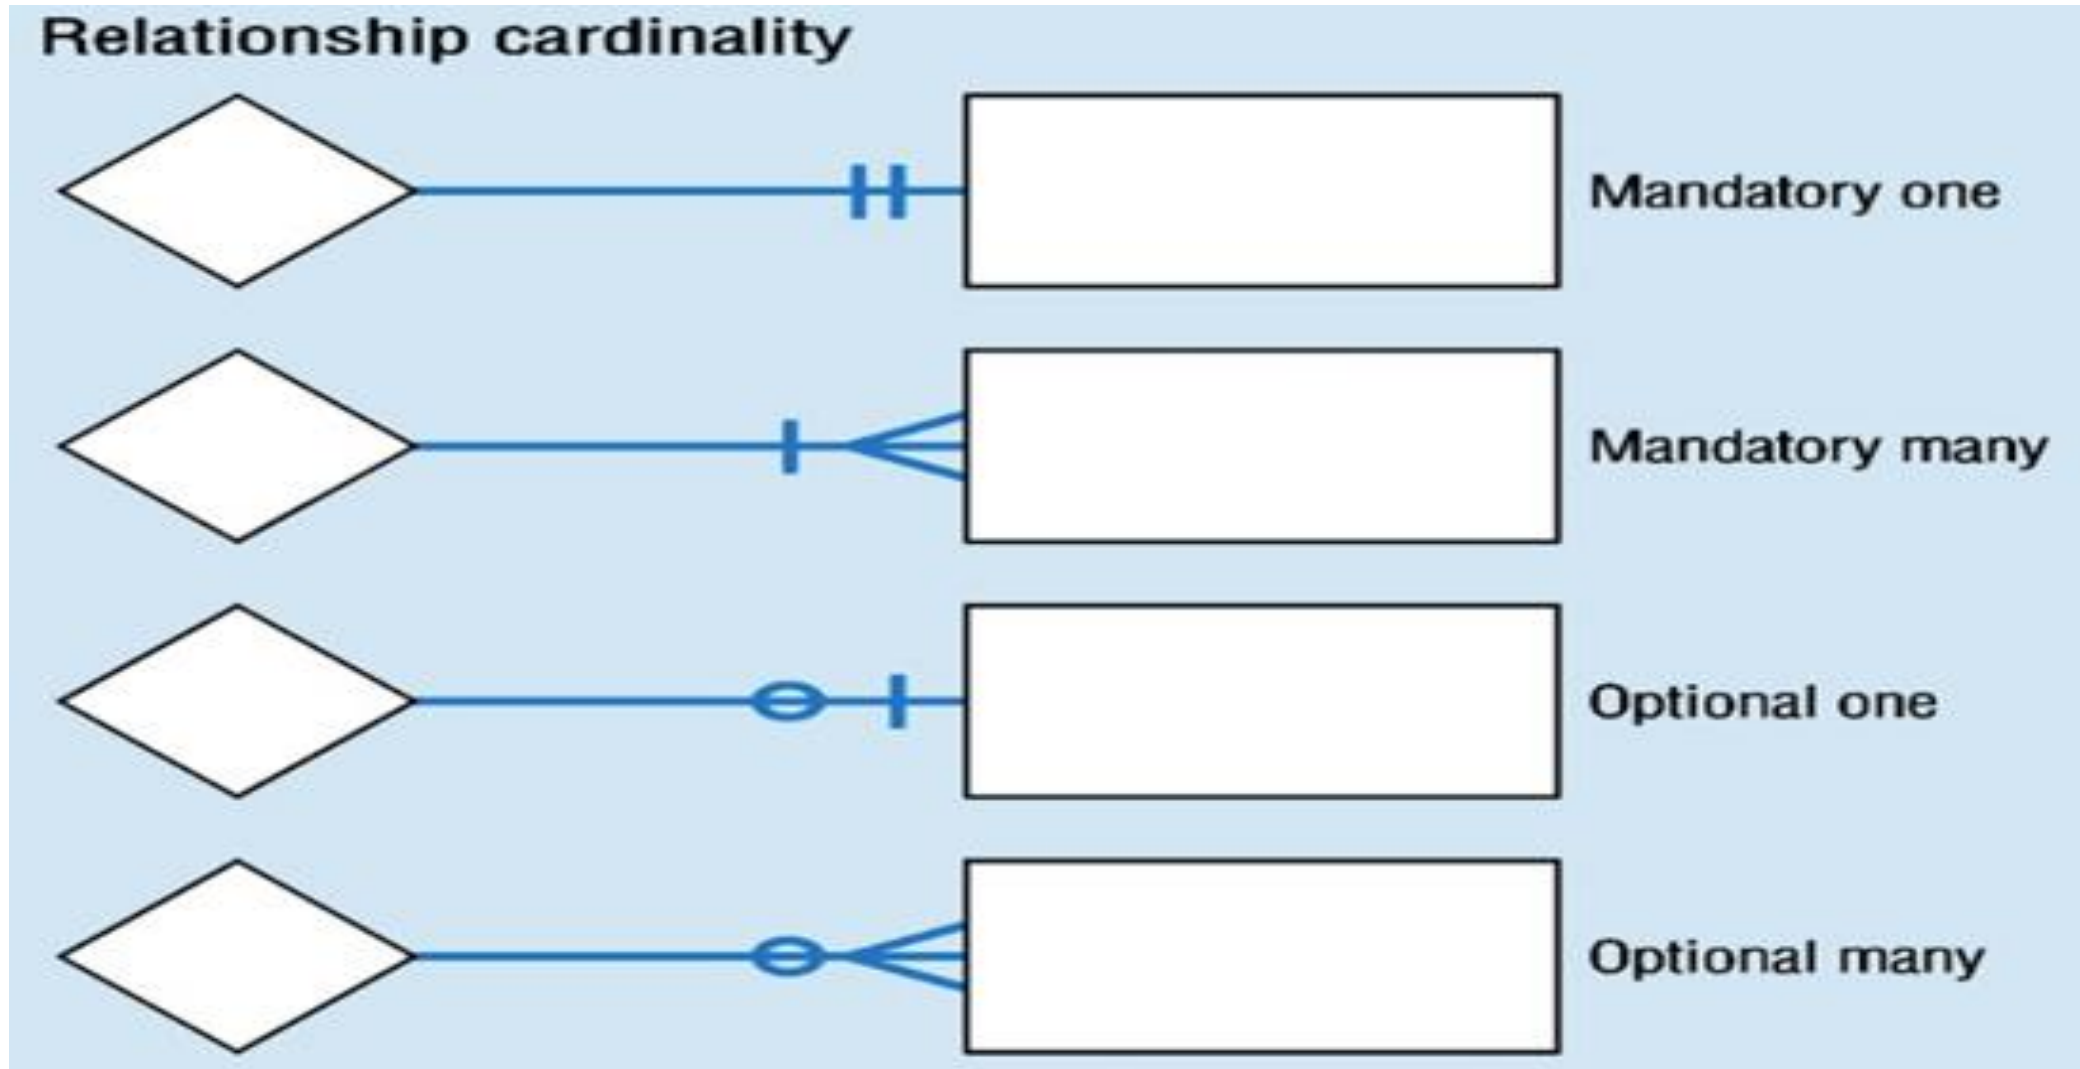 Relationship cardinality
Mandatory one
Mandatory many
Optional one
Optional many